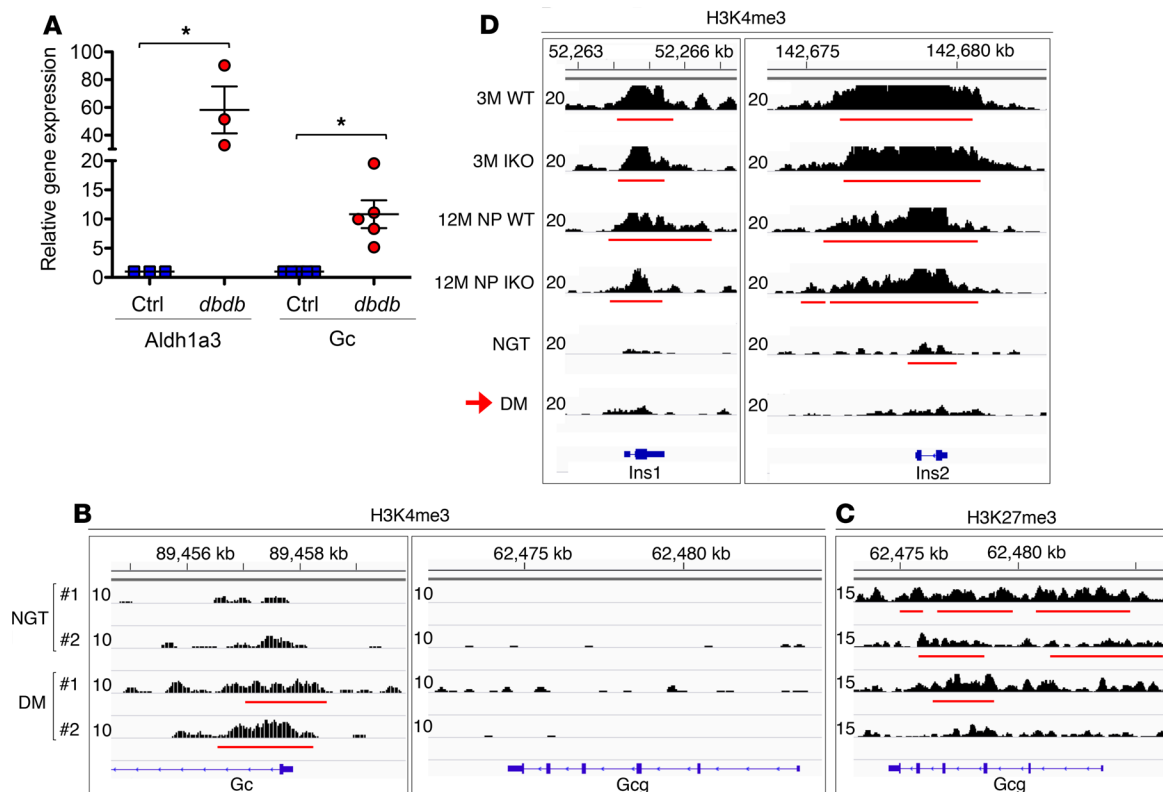 A
Relative gene expression
100
80
60
40
20
20
15
10
5
0
*
*
Ctrl dbdb Ctrl dbdb
Aldh1a3 Gc
D
H3K4me3
52,263 52,266 kb 142,675 142,680 kb
3M WT 20 20
3M IKO 20 20
12M NP WT 20 20
12M NP IKO 20 20
NGT 20 20
DM 20 20
Ins1 Ins2
B
H3K4me3
89,456 kb 89,458 kb 62,475 kb 62,480 kb
NGT #1 10 10
#2 10 10
DM #1 10 10
#2 10 10
Gc Gcg
C
H3K27me3
62,475 kb 62,480 kb
15
15
15
15
Gcg